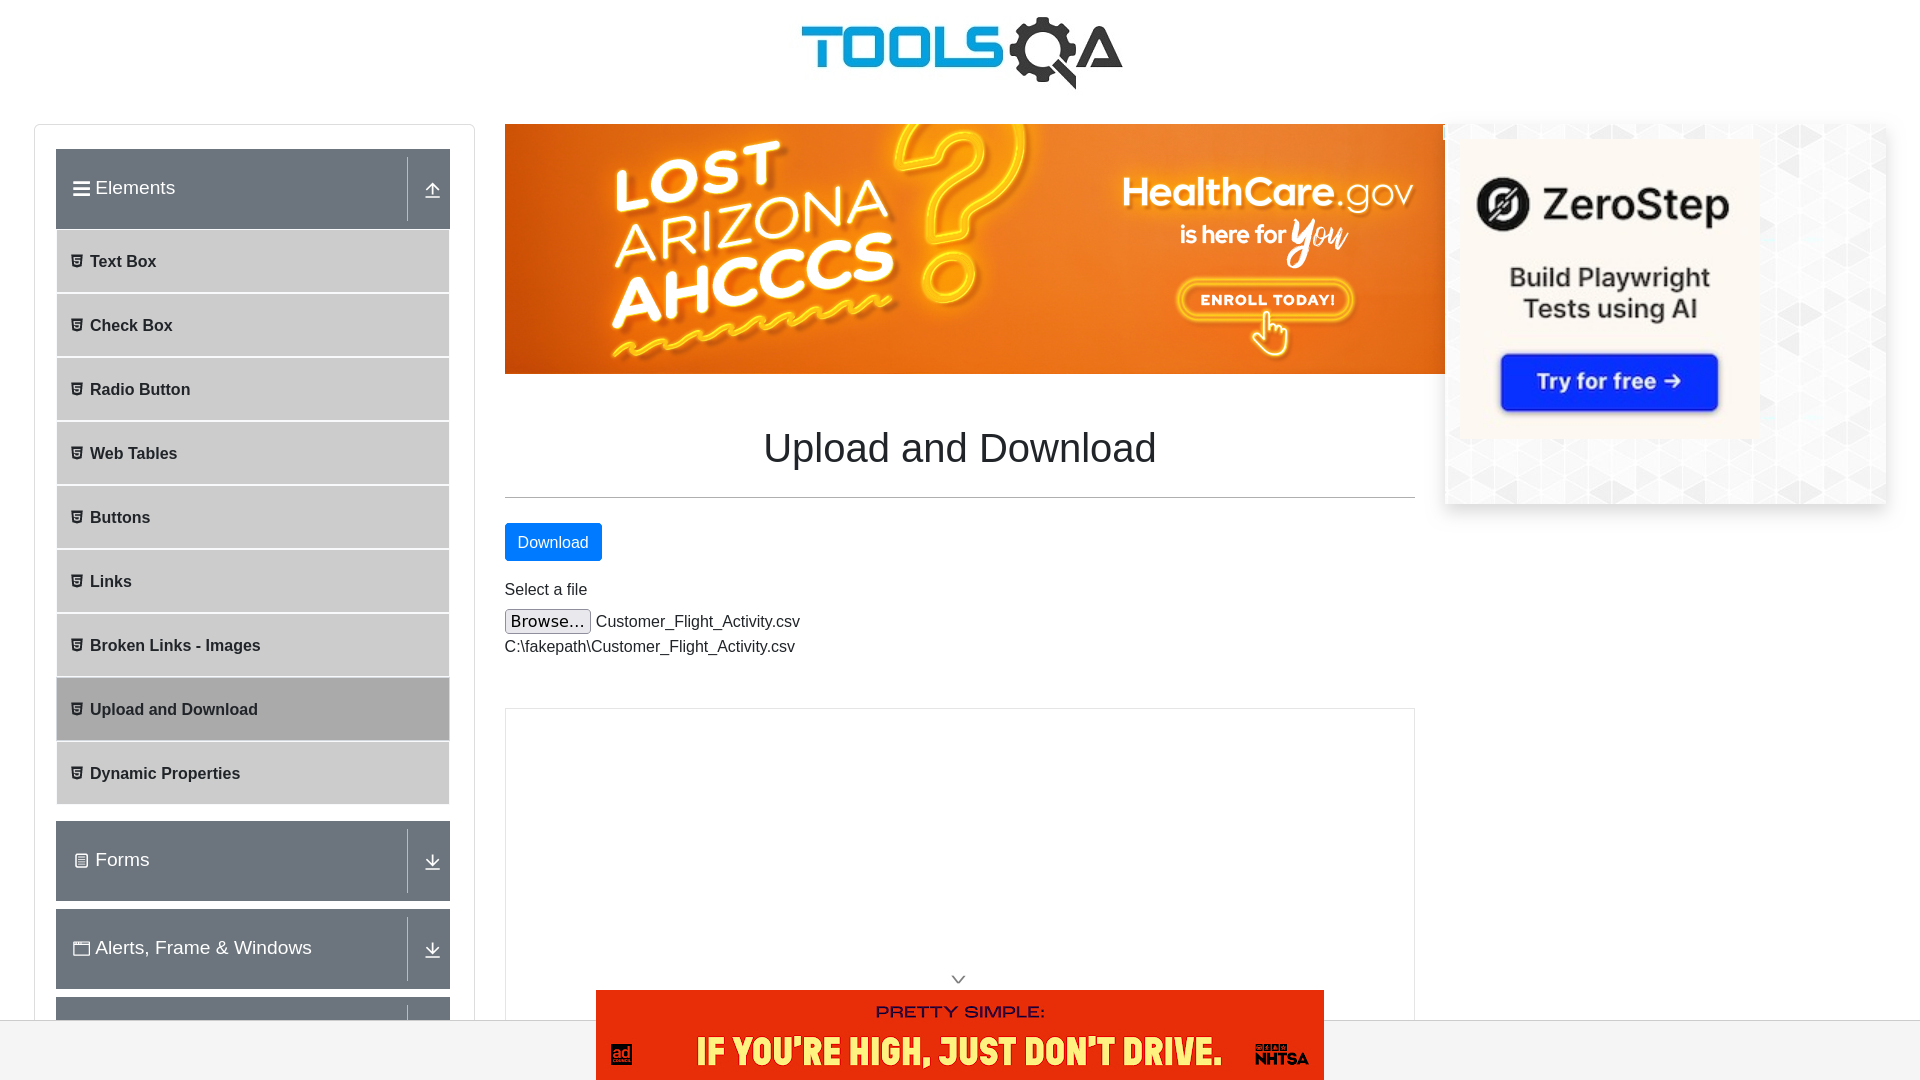 TOOLSQA
Elements
Text Box
Check Box
Radio Button
Web Tables
Buttons
Links
Broken Links - Images
Upload and Download
Dynamic Properties
Forms
Alerts, Frame & Windows
LOST
ARIZONA
AHCCCS
?
HealthCare.gov
is here for you
ENROLL TODAY!
Upload and Download
Download
Select a file
Browse... Customer_Flight_Activity.csv
C:\fakepath\Customer_Flight_Activity.csv
ZeroStep
Build Playwright
Tests using AI
Try for free →
PRETTY SIMPLE:
IF YOU'RE HIGH, JUST DON'T DRIVE.
ad
COUNCIL
NHTSA